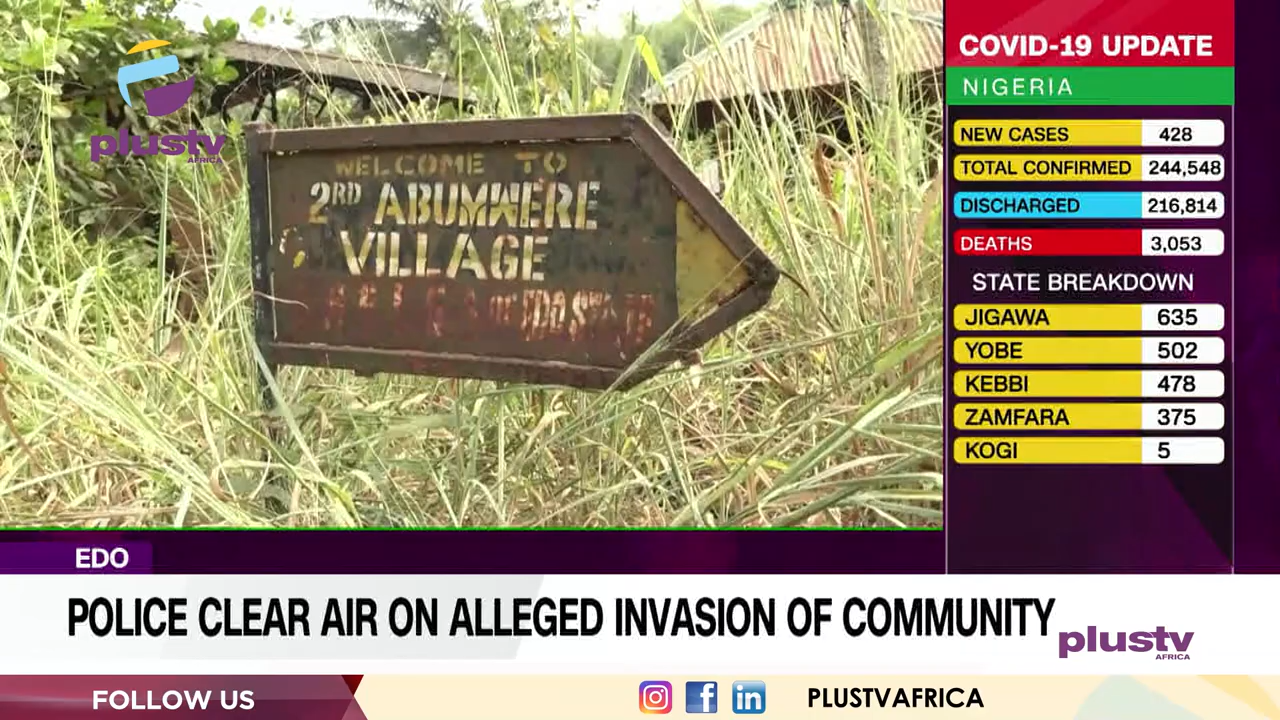 plustv
AFRICA
WELCOME TO
2RD ABUMWERE
VILLAGE
EDO
COVID-19 UPDATE
NIGERIA
NEW CASES 428
TOTAL CONFIRMED 244,548
DISCHARGED 216,814
DEATHS 3,053
STATE BREAKDOWN
JIGAWA 635
YOBE 502
KEBBI 478
ZAMFARA 375
KOGI 5
EDO
POLICE CLEAR AIR ON ALLEGED INVASION OF COMMUNITY
plustv
AFRICA
FOLLOW US
PLUSTVAFRICA